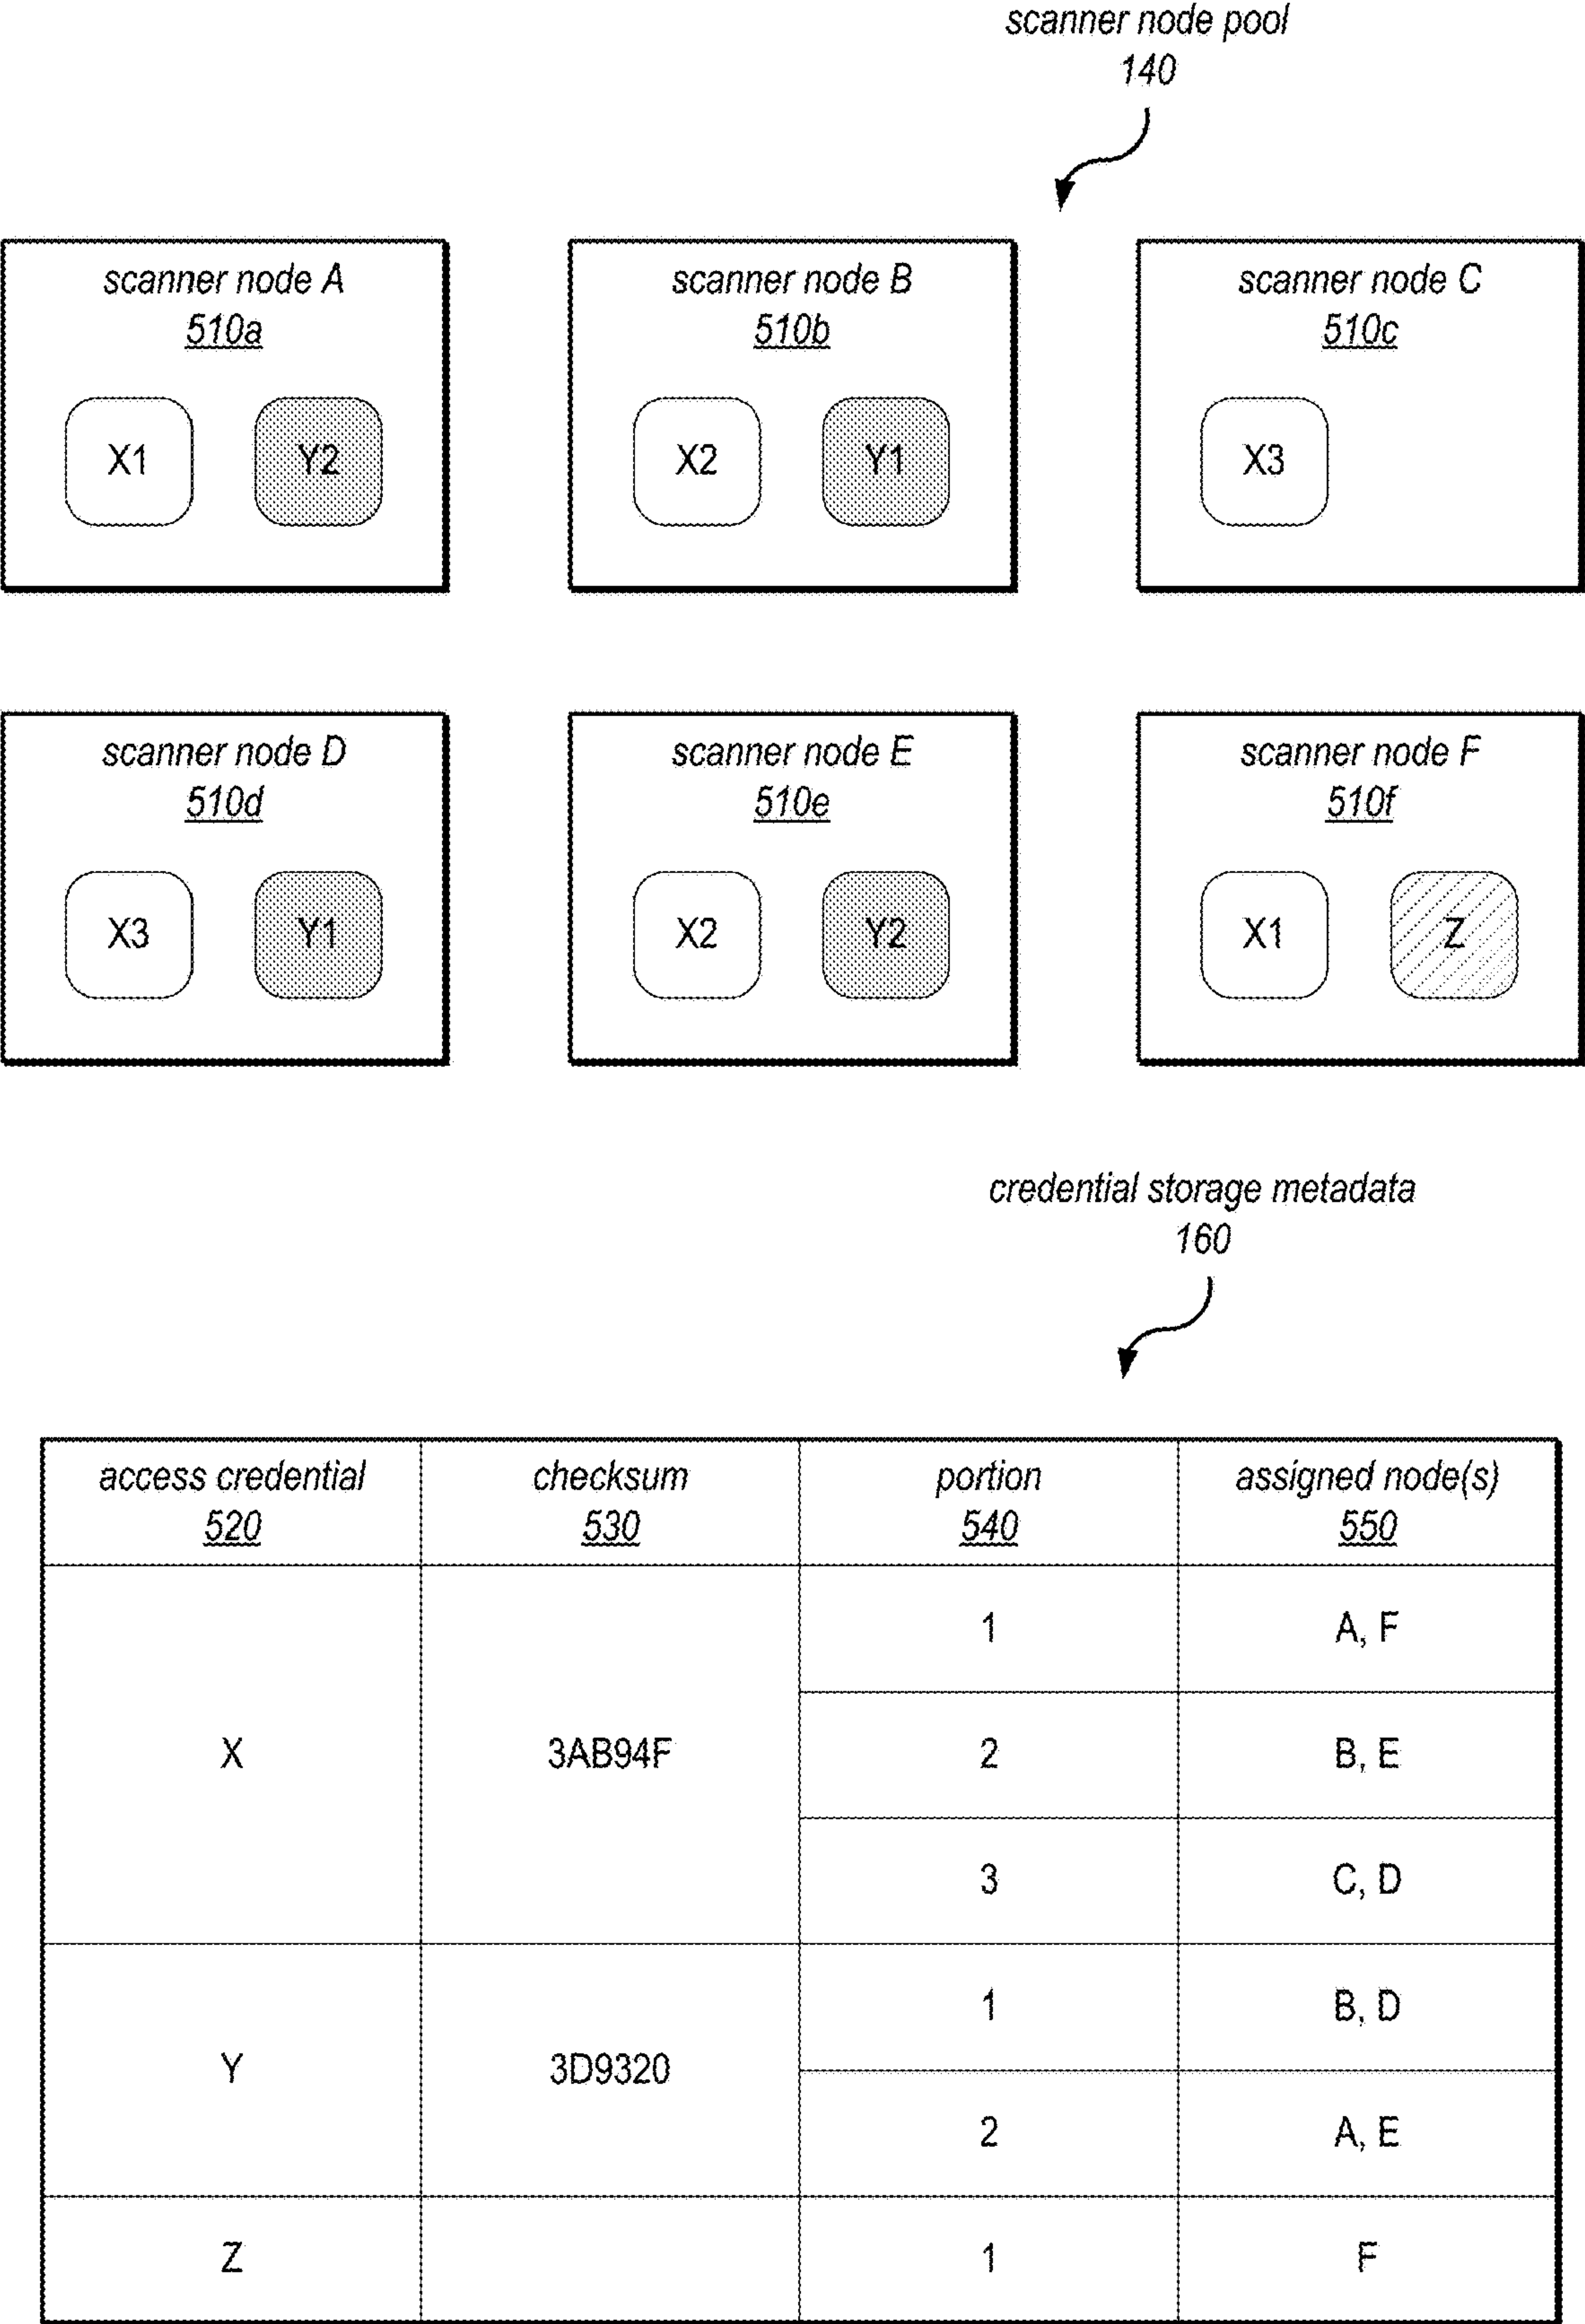 scanner node pool
140
scanner node A
510a
X1 Y2
scanner node B
510b
X2 Y1
scanner node C
510c
X3
scanner node D
510d
X3 Y1
scanner node E
510e
X2 Y2
scanner node F
510f
X1 Z
credential storage metadata
160
access credential checksum portion assigned node(s)
520 530 540 550
1 A, F
X 3AB94F 2 B, E
3 C, D
1 B, D
Y 3D9320
2 A, E
Z 1 F